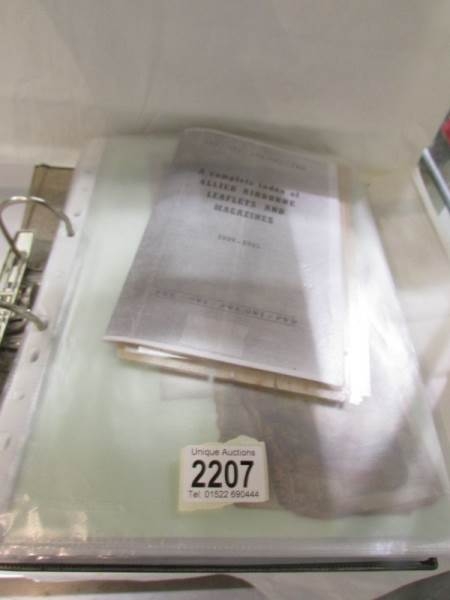 A complete index of
ALLIED AIRBORNE
LEAFLETS AND
MAGAZINES
Unique Auctions
2207
Tel: 01522 690444